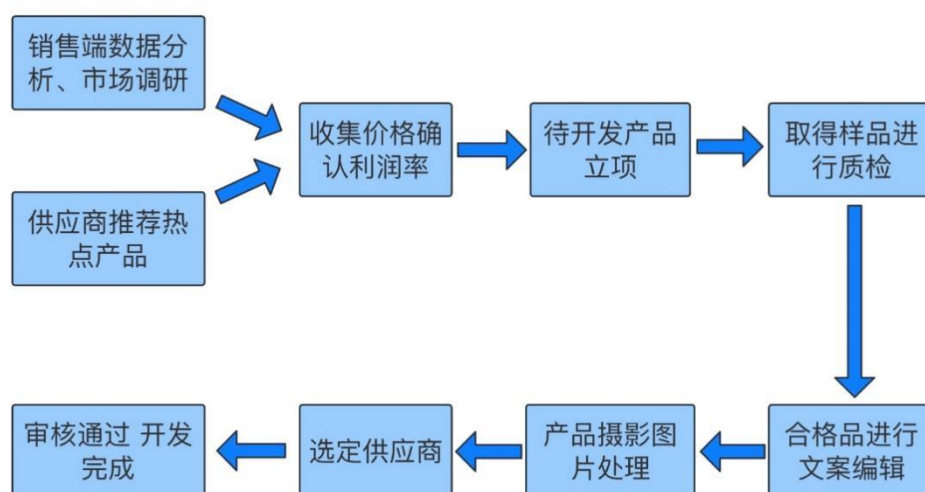 销售端数据分
析、市场调研
供应商推荐热
点产品
收集价格确
认利润率
待开发产品
立项
取得样品进
行质检
合格品进行
文案编辑
产品摄影图
片处理
选定供应商
审核通过 开发
完成